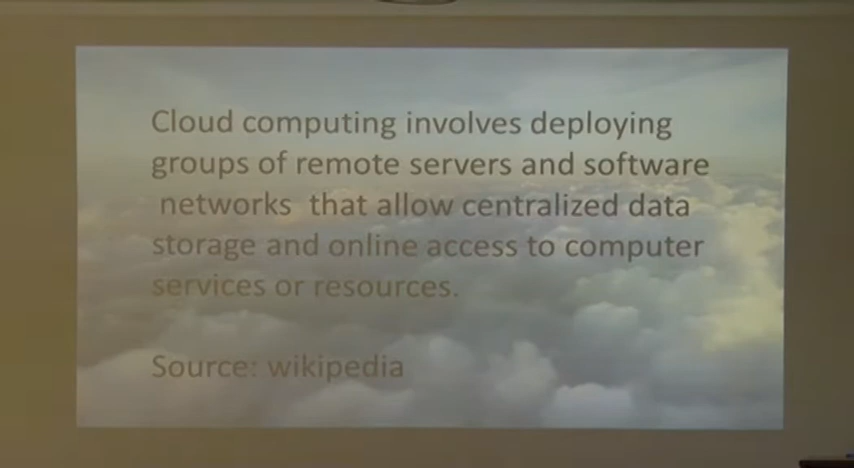 Cloud computing involves deploying
groups of remote servers and software
networks that allow centralized data
storage and online access to computer
services or resources.
Source: wikipedia